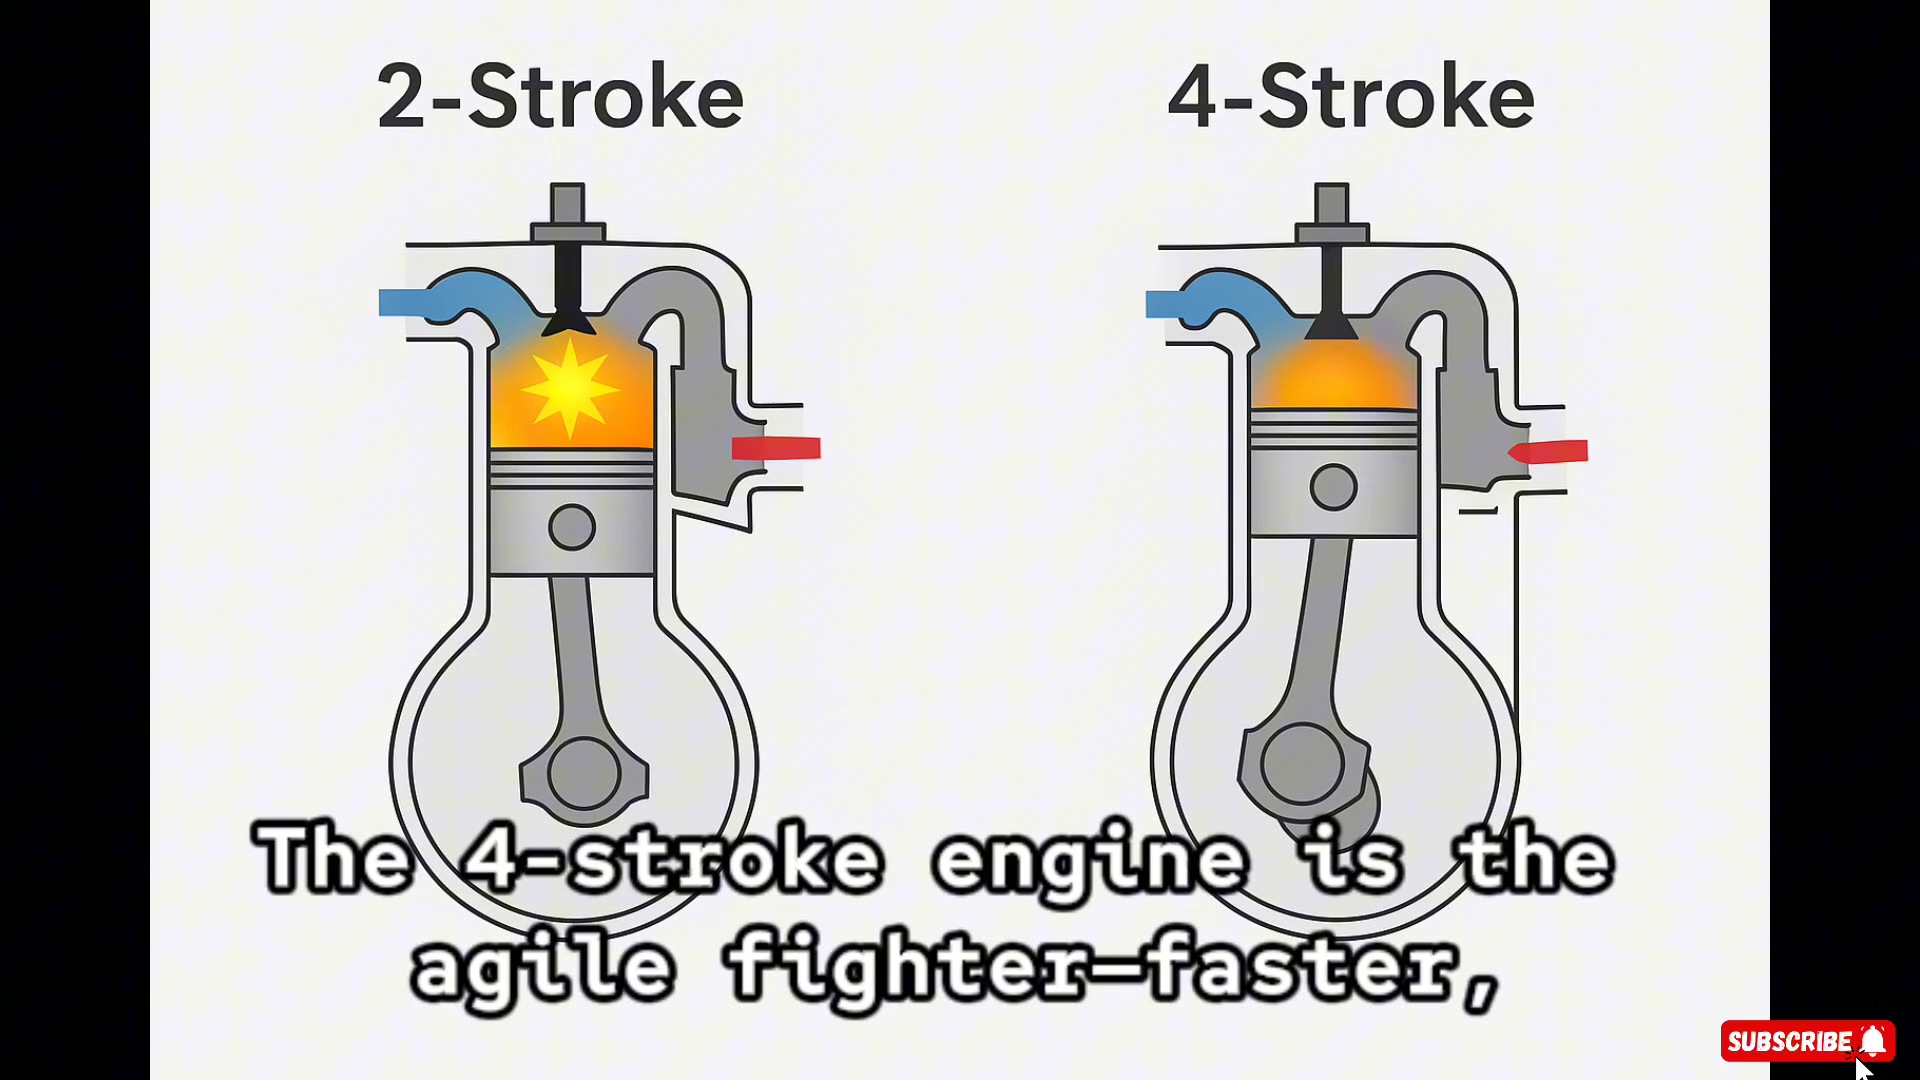 2-Stroke
4-Stroke
The 4-stroke engine is the
agile fighter—faster,
SUBSCRIBE